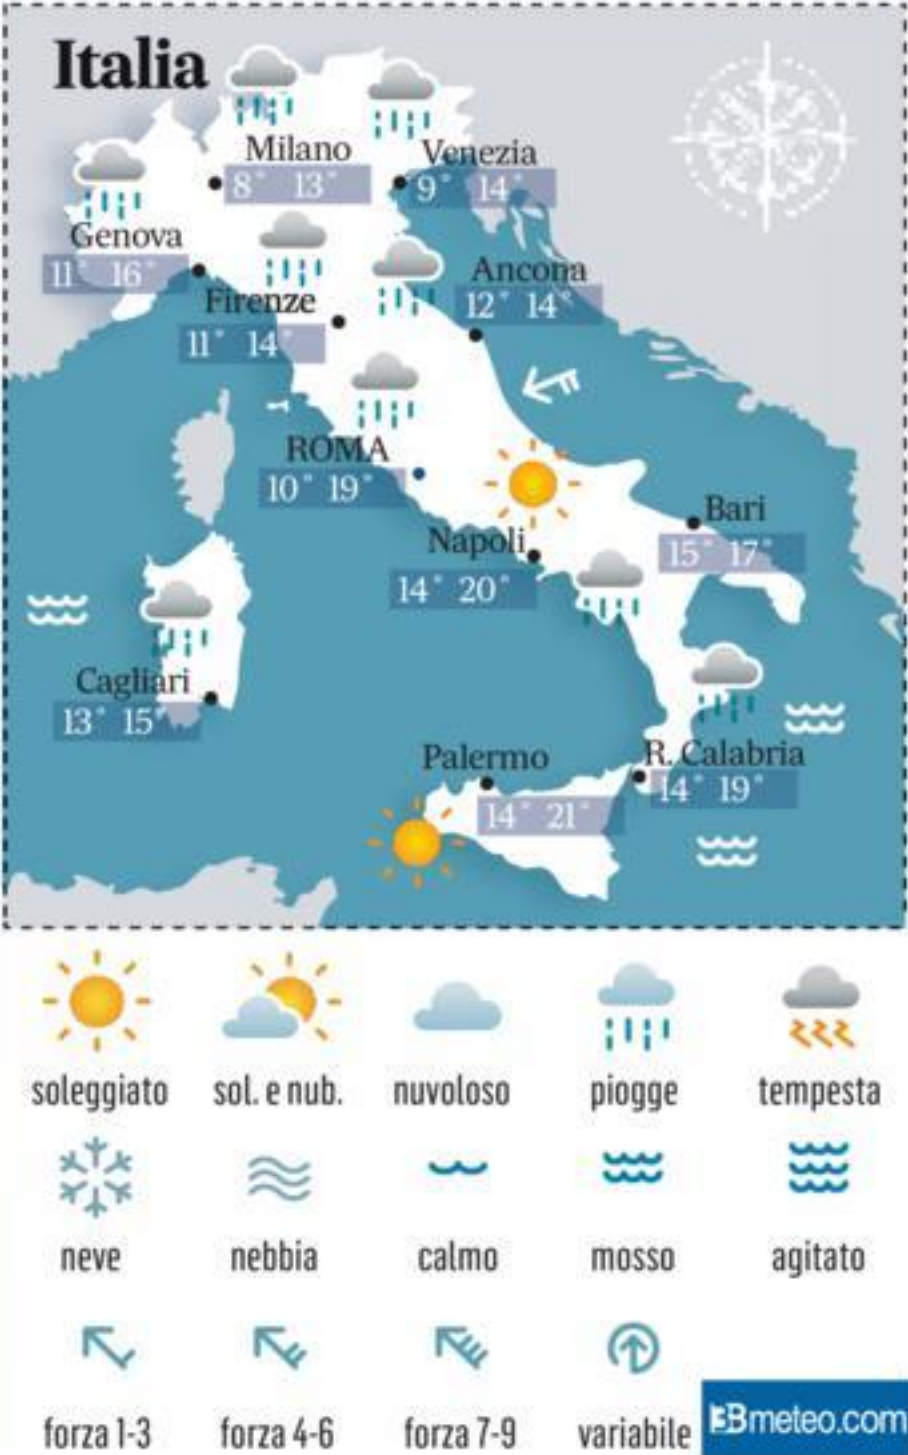 Italia
Milano
8° 13°
Venezia
9° 14°
Genova
11° 16°
Firenze
11° 14°
Ancona
12° 14°
ROMA
10° 19°
Napoli
14° 20°
Bari
15° 17°
Cagliari
13° 15°
Palermo
14° 21°
R. Calabria
14° 19°
soleggiato
sol. e nub.
nuvoloso
piogge
tempesta
neve
nebbia
calmo
mosso
agitato
forza 1-3
forza 4-6
forza 7-9
variabile
3Bmeteo.com